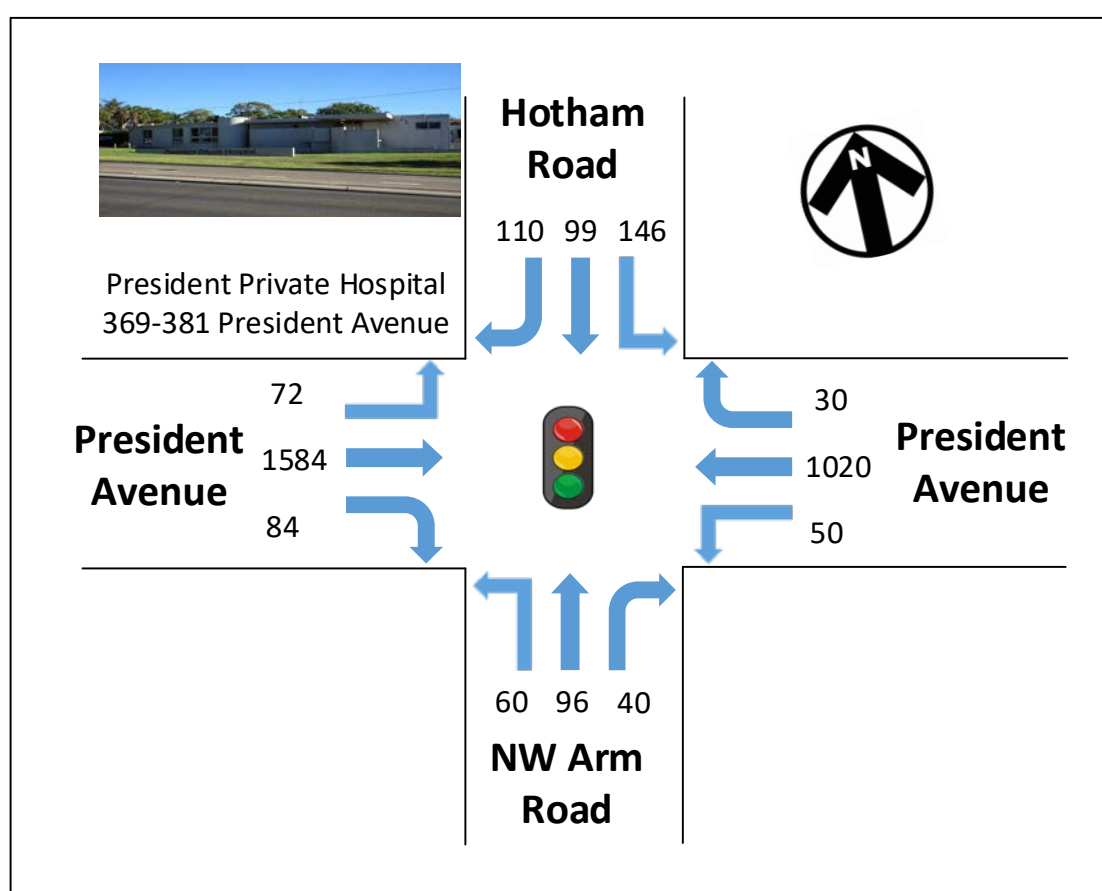 Hotham
Road
N
110 99 146
President Private Hospital
369-381 President Avenue
72
30
President
Avenue
1584
1020
President
Avenue
84
50
60 96 40
NW Arm
Road